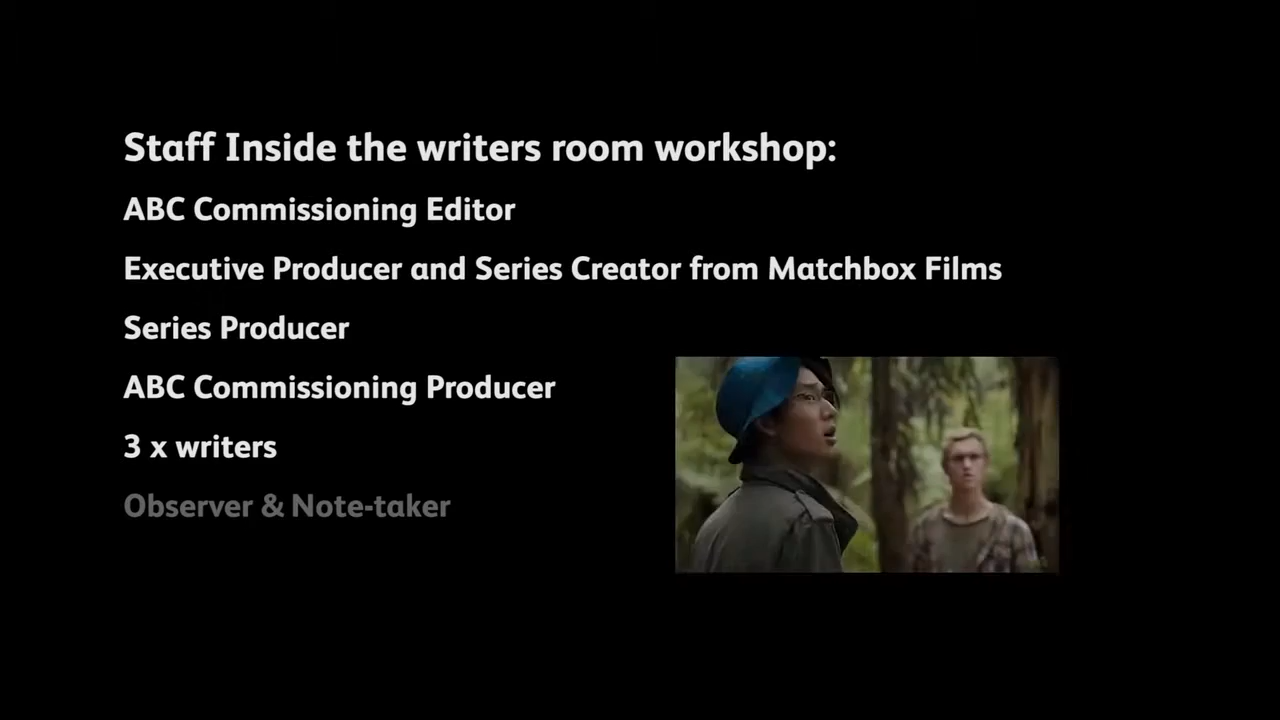 Staff Inside the writers room workshop:
ABC Commissioning Editor
Executive Producer and Series Creator from Matchbox Films
Series Producer
ABC Commissioning Producer
3 x writers
Observer & Note-taker